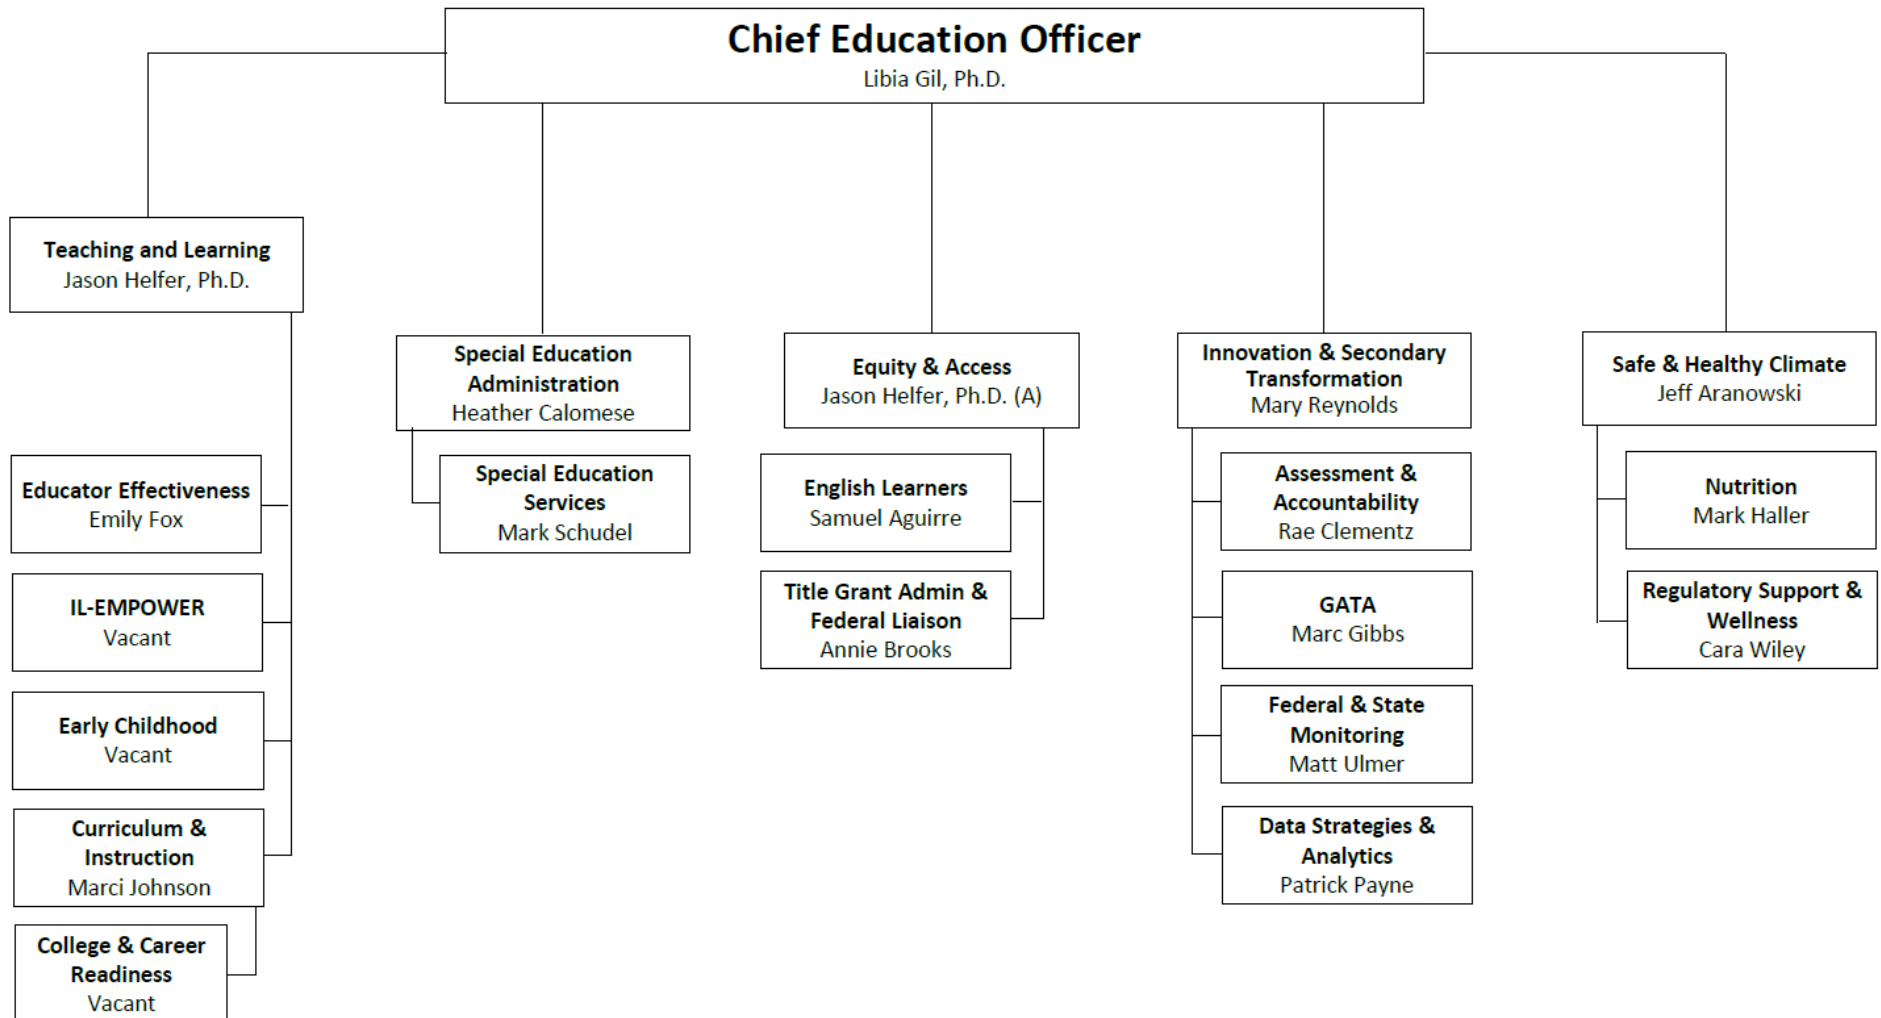 Chief Education Officer
Libia Gil, Ph.D.
Teaching and Learning
Jason Helfer, Ph.D.
Educator Effectiveness
Emily Fox
IL-EMPOWER
Vacant
Early Childhood
Vacant
Curriculum &
Instruction
Marci Johnson
College & Career
Readiness
Vacant
Special Education
Administration
Heather Calomese
Special Education
Services
Mark Schudel
Equity & Access
Jason Helfer, Ph.D. (A)
English Learners
Samuel Aguirre
Title Grant Admin &
Federal Liaison
Annie Brooks
Innovation & Secondary
Transformation
Mary Reynolds
Assessment &
Accountability
Rae Clementz
GATA
Marc Gibbs
Federal & State
Monitoring
Matt Ulmer
Data Strategies &
Analytics
Patrick Payne
Safe & Healthy Climate
Jeff Aranowski
Nutrition
Mark Haller
Regulatory Support &
Wellness
Cara Wiley